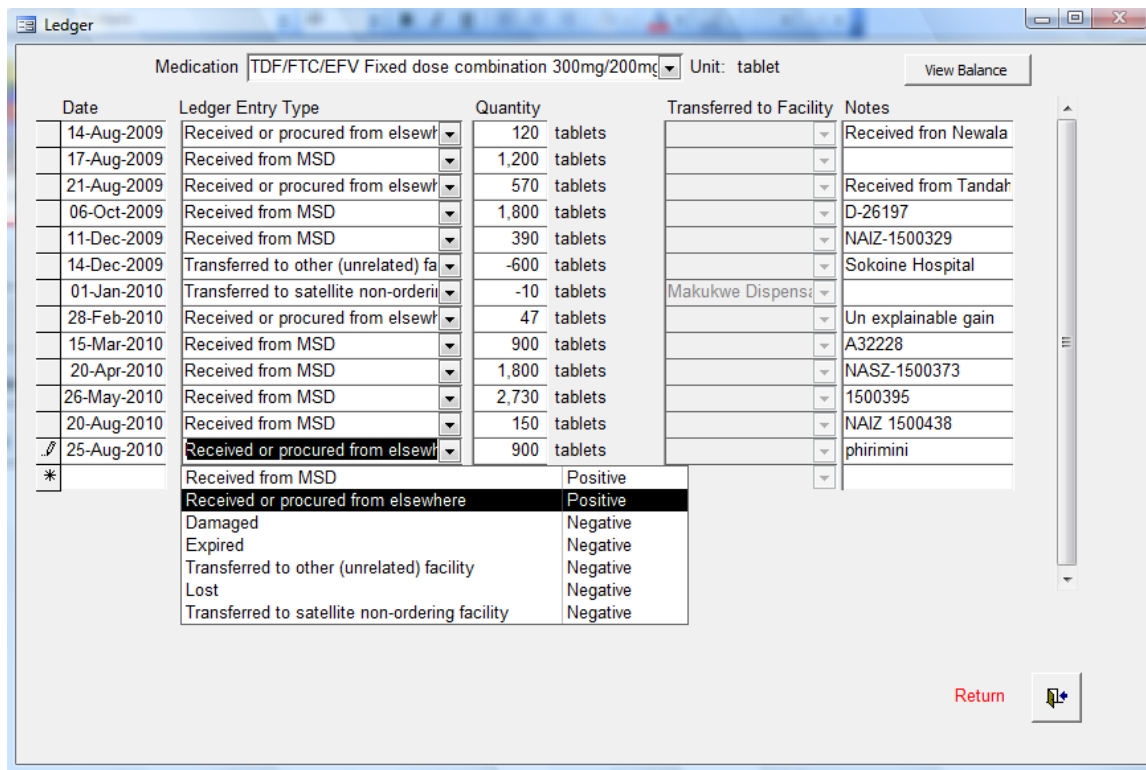 Ledger
Medication TDF/FTC/EFV Fixed dose combination 300mg/200mg Unit: tablet View Balance
Date Ledger Entry Type Quantity Transferred to Facility Notes
14-Aug-2009 Received or procured from elsewh 120 tablets Received fron Newala
17-Aug-2009 Received from MSD 1,200 tablets
21-Aug-2009 Received or procured from elsewh 570 tablets Received from Tandah
06-Oct-2009 Received from MSD 1,800 tablets D-26197
11-Dec-2009 Received from MSD 390 tablets NAIZ-1500329
14-Dec-2009 Transferred to other (unrelated) fa -600 tablets Sokoine Hospital
01-Jan-2010 Transferred to satellite non-orderi -10 tablets Makukwe Dispensa
28-Feb-2010 Received or procured from elsewh 47 tablets Un explainable gain
15-Mar-2010 Received from MSD 900 tablets A32228
20-Apr-2010 Received from MSD 1,800 tablets NASZ-1500373
26-May-2010 Received from MSD 2,730 tablets 1500395
20-Aug-2010 Received from MSD 150 tablets NAIZ 1500438
25-Aug-2010 Received or procured from elsewh 900 tablets phirimini
Received from MSD Positive
Received or procured from elsewhere Positive
Damaged Negative
Expired Negative
Transferred to other (unrelated) facility Negative
Lost Negative
Transferred to satellite non-ordering facility Negative
Return